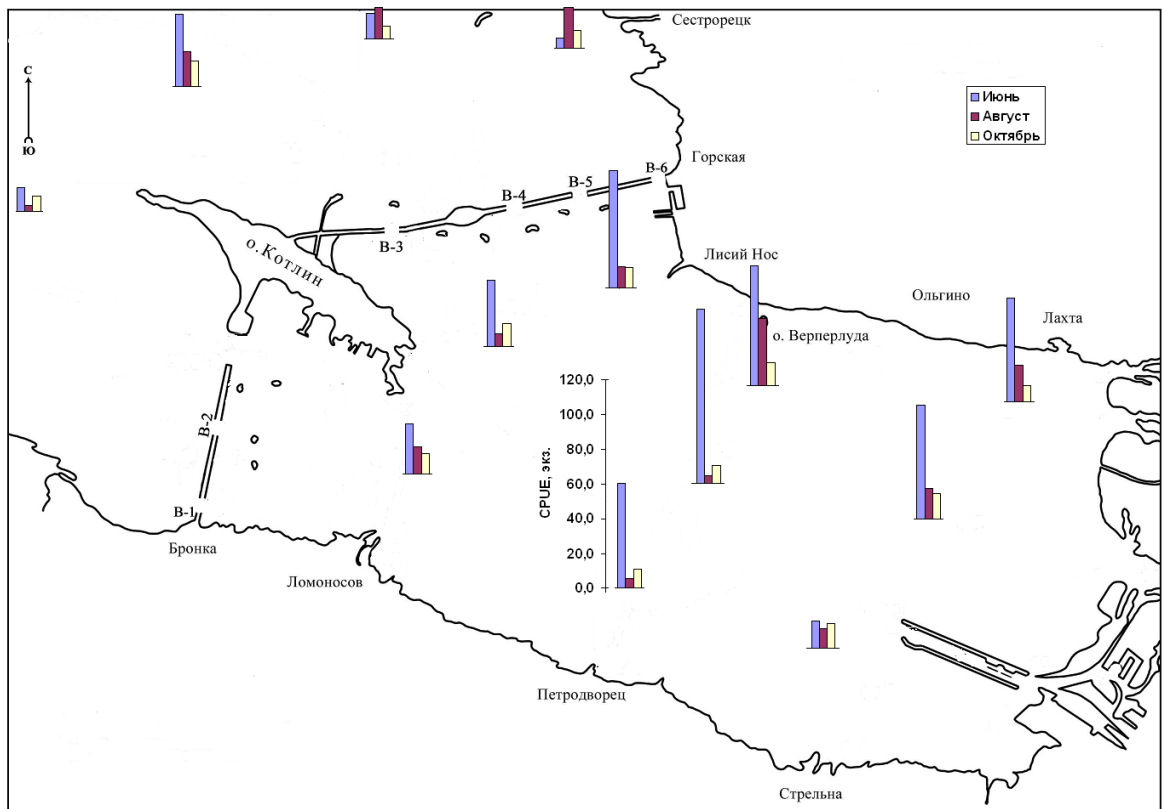 Сестрорецк
С
Ю
Июнь
Август
Октябрь
Горская
В-6
В-5
В-4
В-3
о. Котлин
Лисий Нос
Ольгино
Лахта
о. Верперлуда
В-2
В-1
Бронка
Ломоносов
CPUE, экз.
120,0
100,0
80,0
60,0
40,0
20,0
0,0
Петродворец
Стрельна